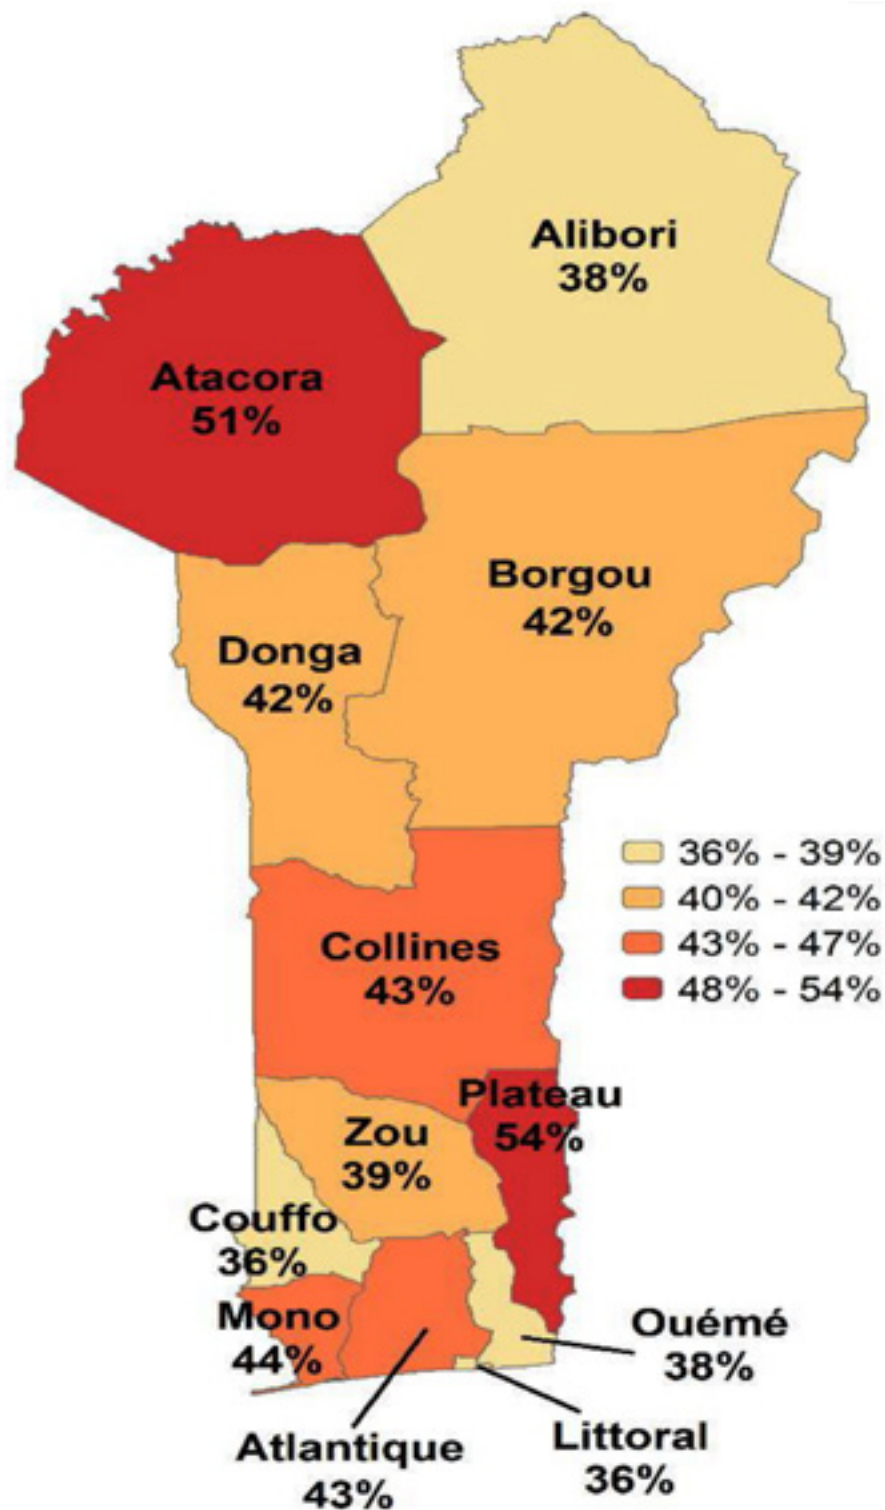 Alibori
38%
Atacora
51%
Borgou
42%
Donga
42%
36% - 39%
40% - 42%
43% - 47%
48% - 54%
Collines
43%
Plateau
54%
Zou
39%
Couffo
36%
Mono
44%
Ouémé
38%
Atlantique
43%
Littoral
36%